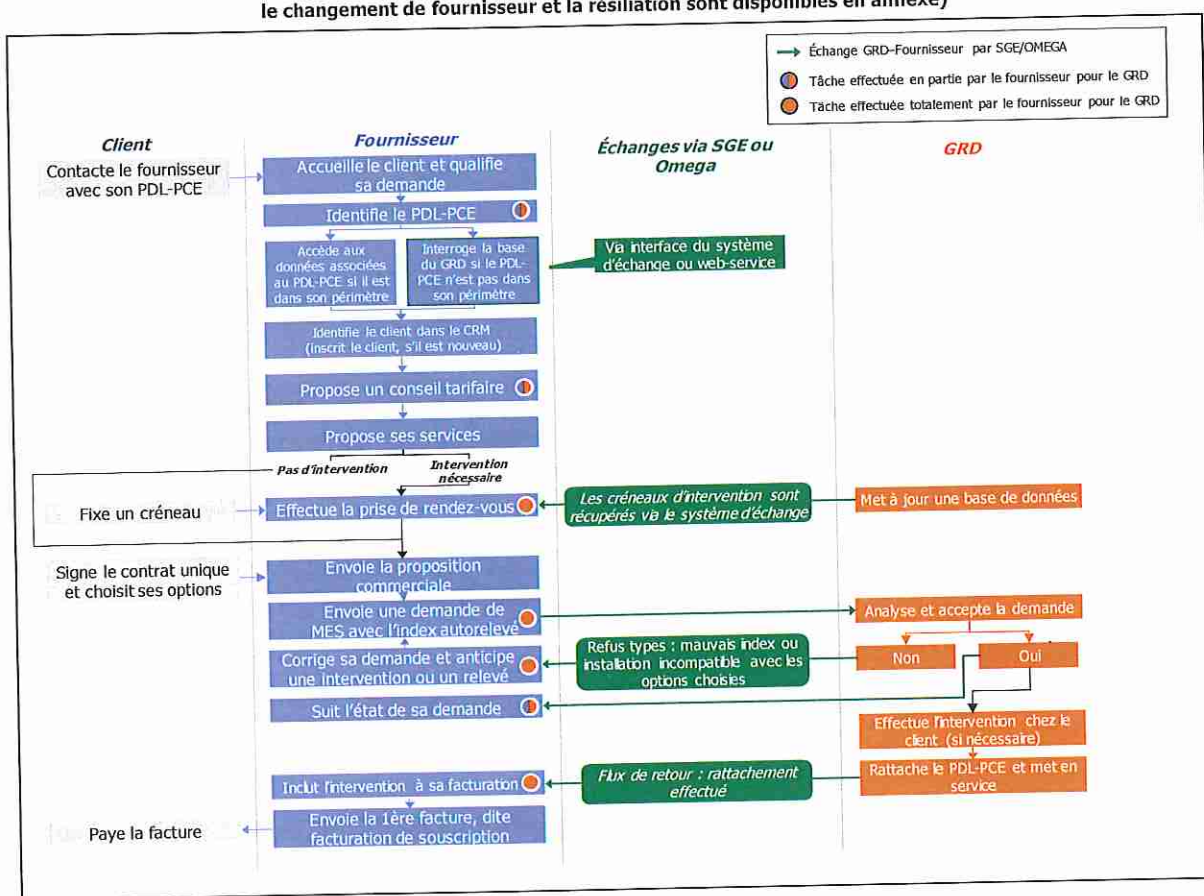 le changement de fournisseur et la résiliation sont disponibles en annexe)
Échange GRD-Fournisseur par SGE/OMEGA
Tâche effectuée en partie par le fournisseur pour le GRD
Tâche effectuée totalement par le fournisseur pour le GRD
Client
Fournisseur
Échanges via SGE ou
Omega
GRD
Contacte le fournisseur
avec son PDL-PCE
Accueille le client et qualifie
sa demande
Identifie le PDL-PCE
Accède aux
données associées
au PDL-PCE si il est
dans son périmètre
Interroge la base
du GRD si le PDL-
PCE n'est pas dans
son périmètre
Via interface du système
d'échange ou web-service
Identifie le client dans le CRM
(inscrit le client, s'il est nouveau)
Propose un conseil tarifaire
Propose ses services
Pas d'intervention
Intervention
nécessaire
Fixe un créneau
Effectue la prise de rendez-vous
Les créneaux d'intervention sont
récupérés via le système d'échange
Met à jour une base de données
Signe le contrat unique
et choisit ses options
Envoie la proposition
commerciale
Envoie une demande de
MES avec l'index autorelevé
Analyse et accepte la demande
Corrige sa demande et anticipe
une intervention ou un relevé
Refus types : mauvais index ou
installation incompatible avec les
options choisies
Non
Oui
Suit l'état de sa demande
Effectue l'intervention chez le
client (si nécessaire)
Inclut l'intervention à sa facturation
Flux de retour : rattachement
effectué
Rattache le PDL-PCE et met en
service
Paye la facture
Envoie la 1ère facture, dite
facturation de souscription